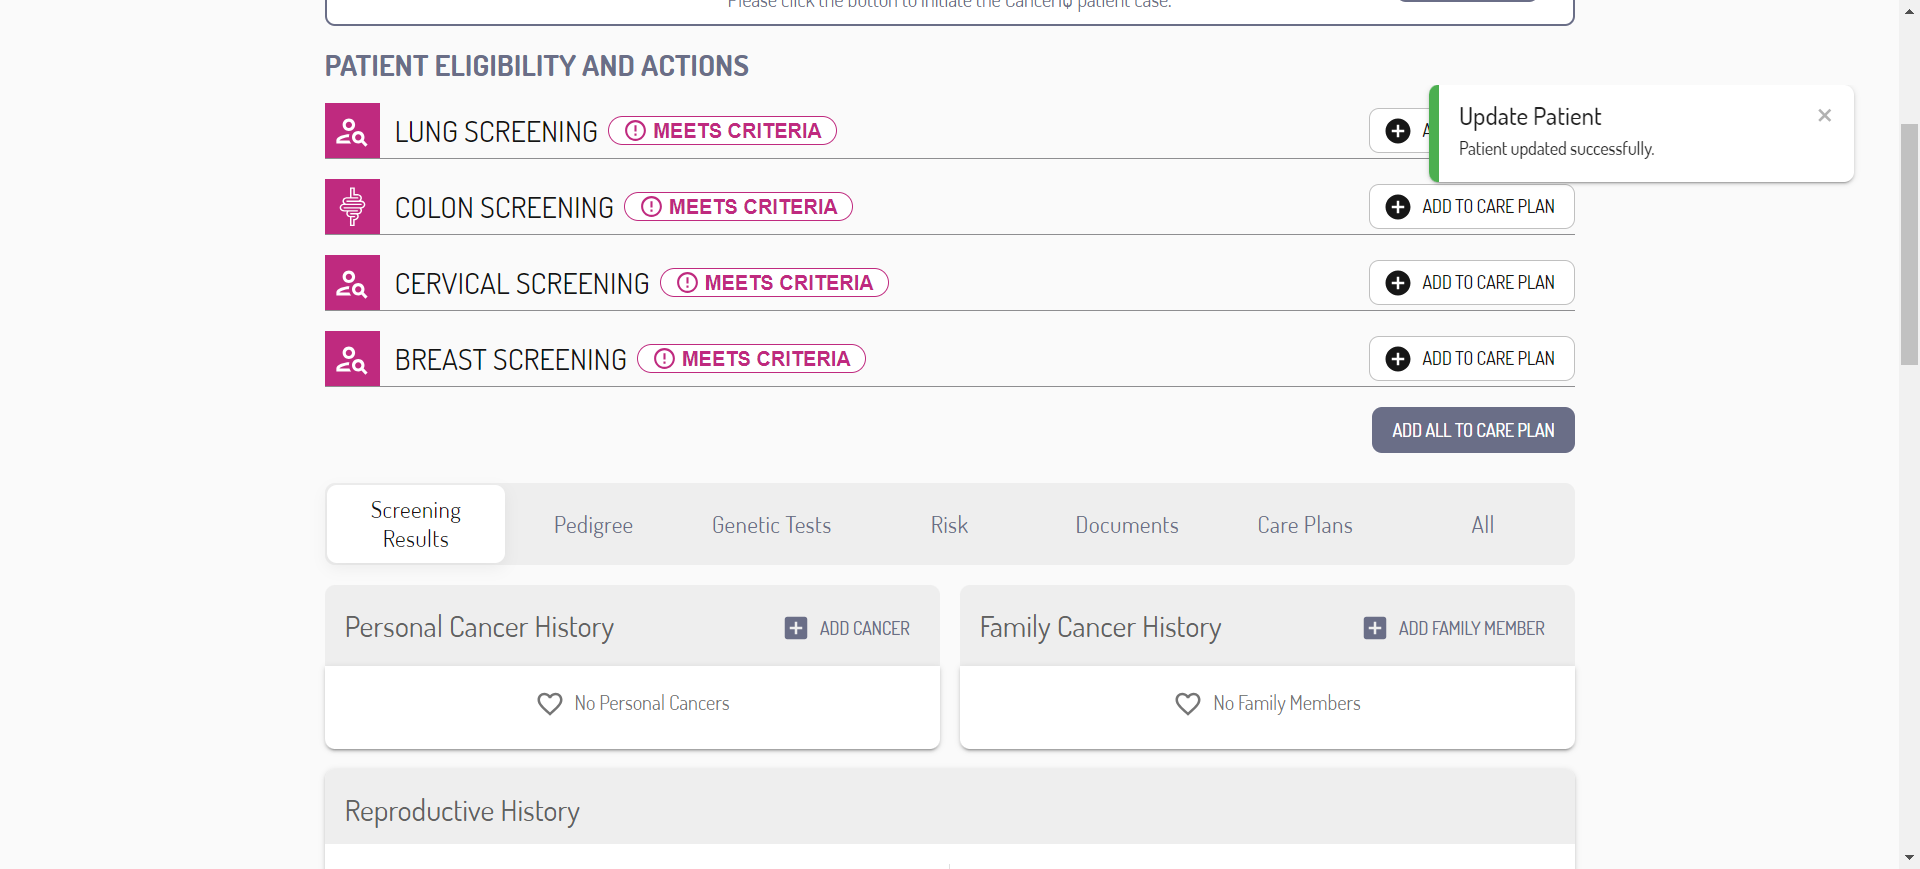 Please click the button to initiate the CancerIQ patient case.
PATIENT ELIGIBILITY AND ACTIONS
LUNG SCREENING MEETS CRITERIA
Update Patient
Patient updated successfully.
COLON SCREENING MEETS CRITERIA ADD TO CARE PLAN
CERVICAL SCREENING MEETS CRITERIA ADD TO CARE PLAN
BREAST SCREENING MEETS CRITERIA ADD TO CARE PLAN
ADD ALL TO CARE PLAN
Screening
Results
Pedigree Genetic Tests Risk Documents Care Plans All
Personal Cancer History ADD CANCER
Family Cancer History ADD FAMILY MEMBER
No Personal Cancers
No Family Members
Reproductive History